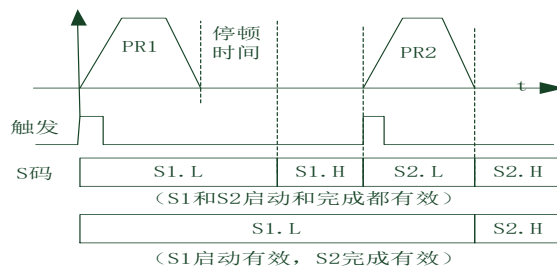 PR1
停顿
时间
PR2
t
触发
S码
S1.L S1.H S2.L S2.H
(S1和S2启动和完成都有效)
S1.L S2.H
(S1启动有效, S2完成有效)